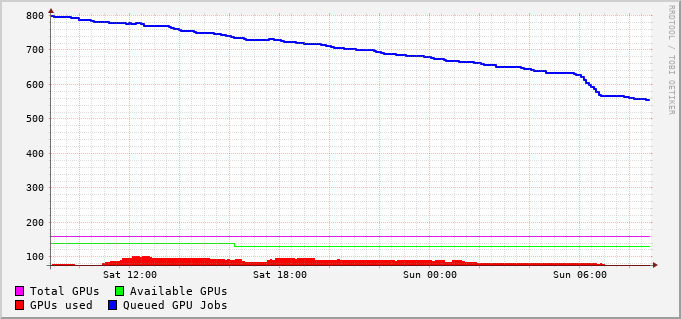 800
700
600
500
400
300
200
100
Sat 12:00 Sat 18:00 Sun 00:00 Sun 06:00
Total GPUs Available GPUs
GPUs used Queued GPU Jobs
RRDTOOL / TOBI OETIKER